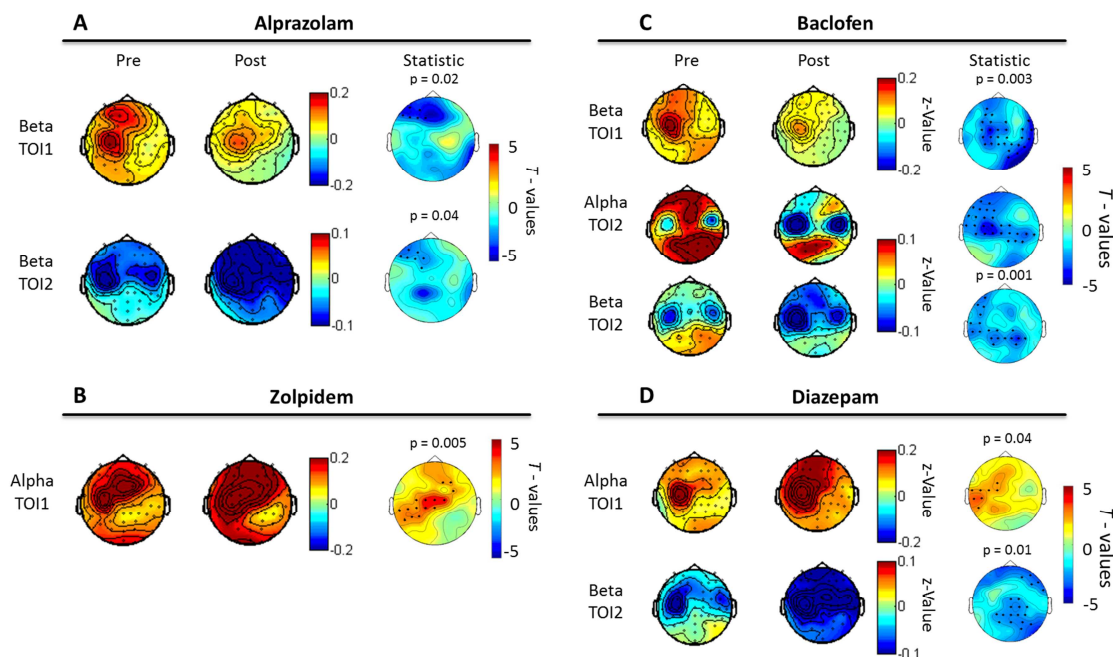 A Alprazolam
Pre Post Statistic
p = 0.02
Beta
TOI1
0.2
0
-0.2
p = 0.04
Beta
TOI2
0.1
0
-0.1
5
0
-5
T - values
B Zolpidem
p = 0.005
Alpha
TOI1
0.2
0
-0.2
5
0
-5
T - values
C Baclofen
Pre Post Statistic
p = 0.003
Beta
TOI1
0.2
0
-0.2
z-Value
Alpha
TOI2
0.1
0
-0.1
z-Value
p = 0.001
Beta
TOI2
5
0
-5
T - values
D Diazepam
p = 0.04
Alpha
TOI1
0.2
0
0.2
z-Value
p = 0.01
Beta
TOI2
0.1
0
-0.1
z-Value
5
0
-5
T - values